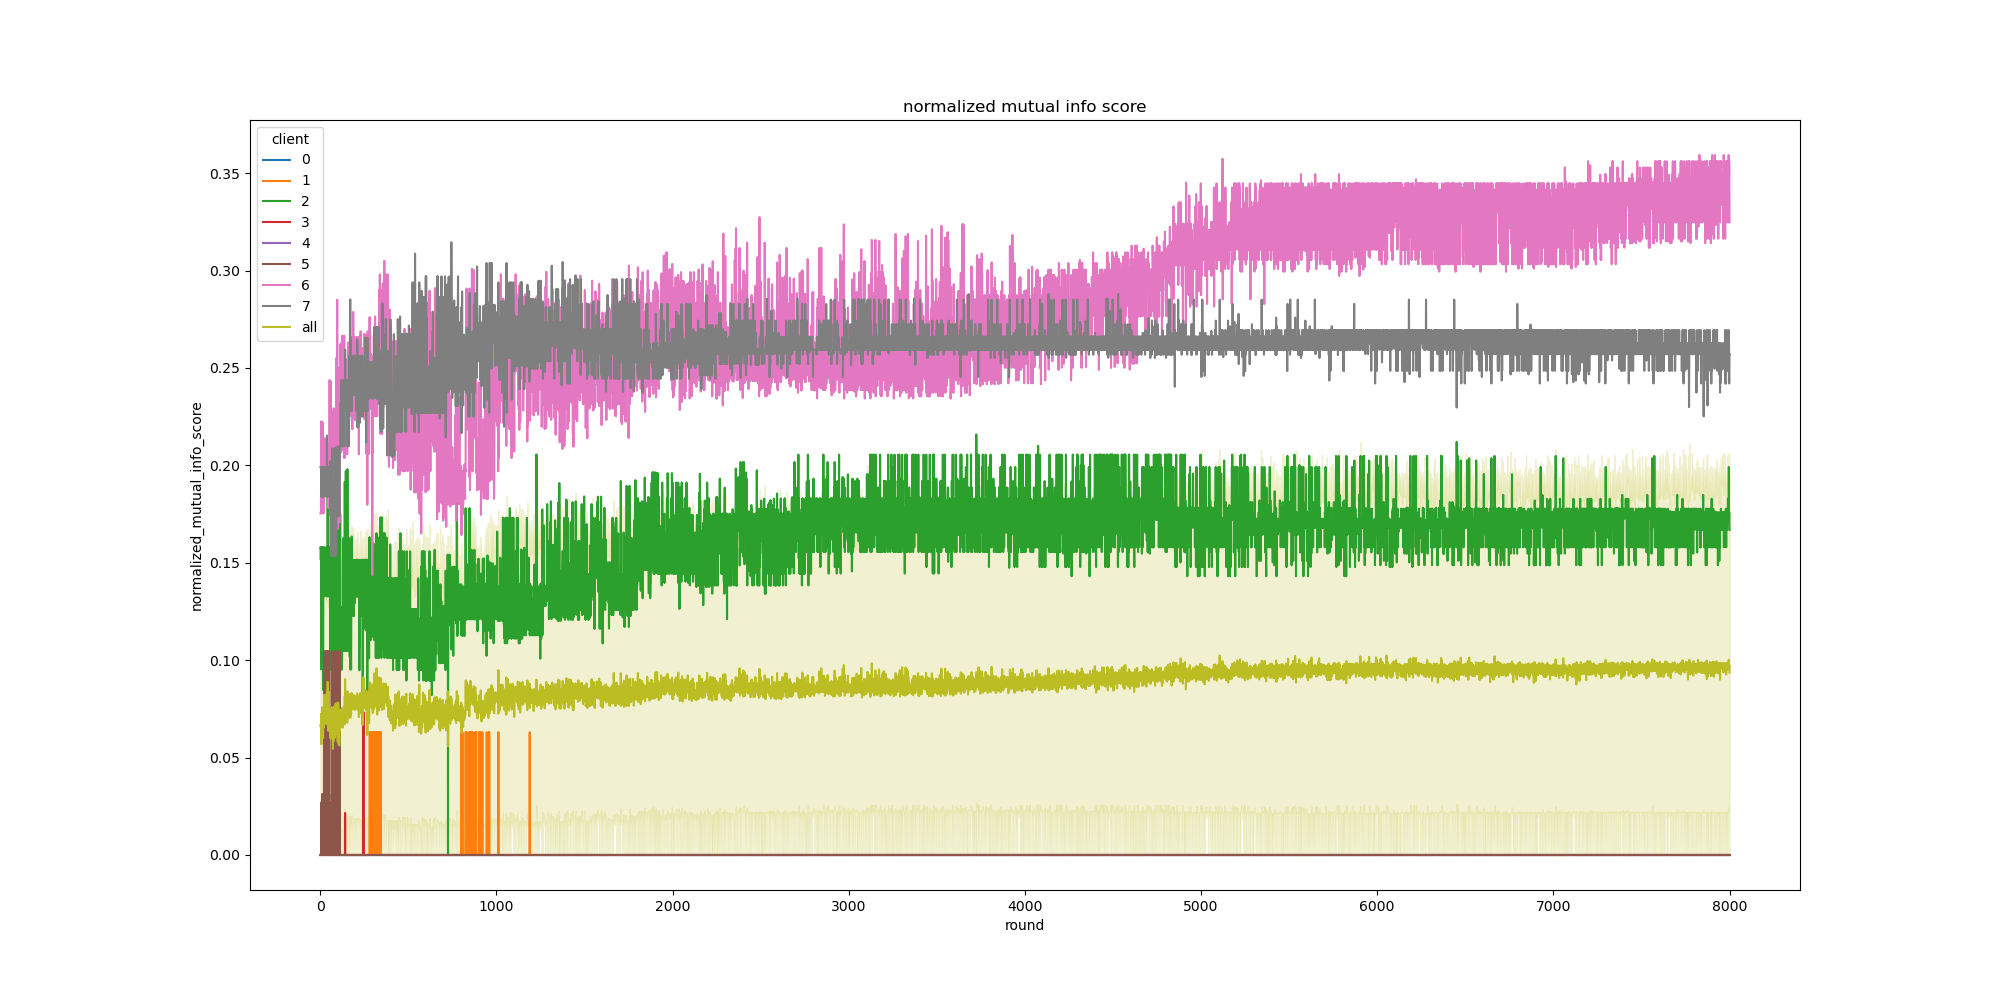 normalized mutual info score
client
0
1
2
3
4
5
6
7
all
normalized_mutual_info_score
0.35
0.30
0.25
0.20
0.15
0.10
0.05
0.00
0 1000 2000 3000 4000 5000 6000 7000 8000
round